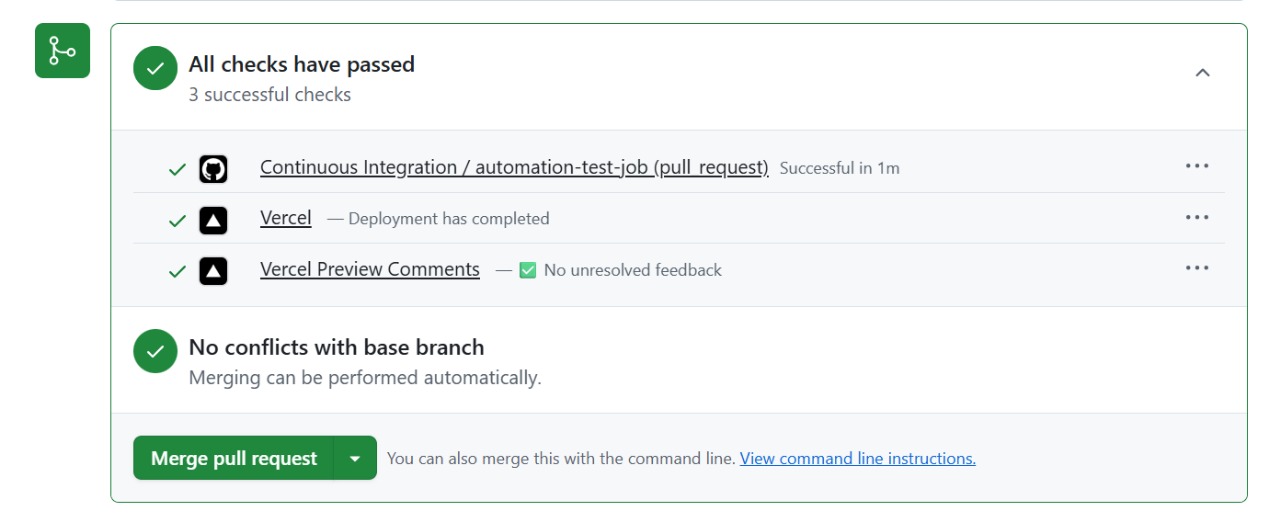 All checks have passed
3 successful checks
Continuous Integration / automation-test-job (pull_request) Successful in 1m
Vercel — Deployment has completed
Vercel Preview Comments — ✅ No unresolved feedback
No conflicts with base branch
Merging can be performed automatically.
Merge pull request You can also merge this with the command line. View command line instructions.